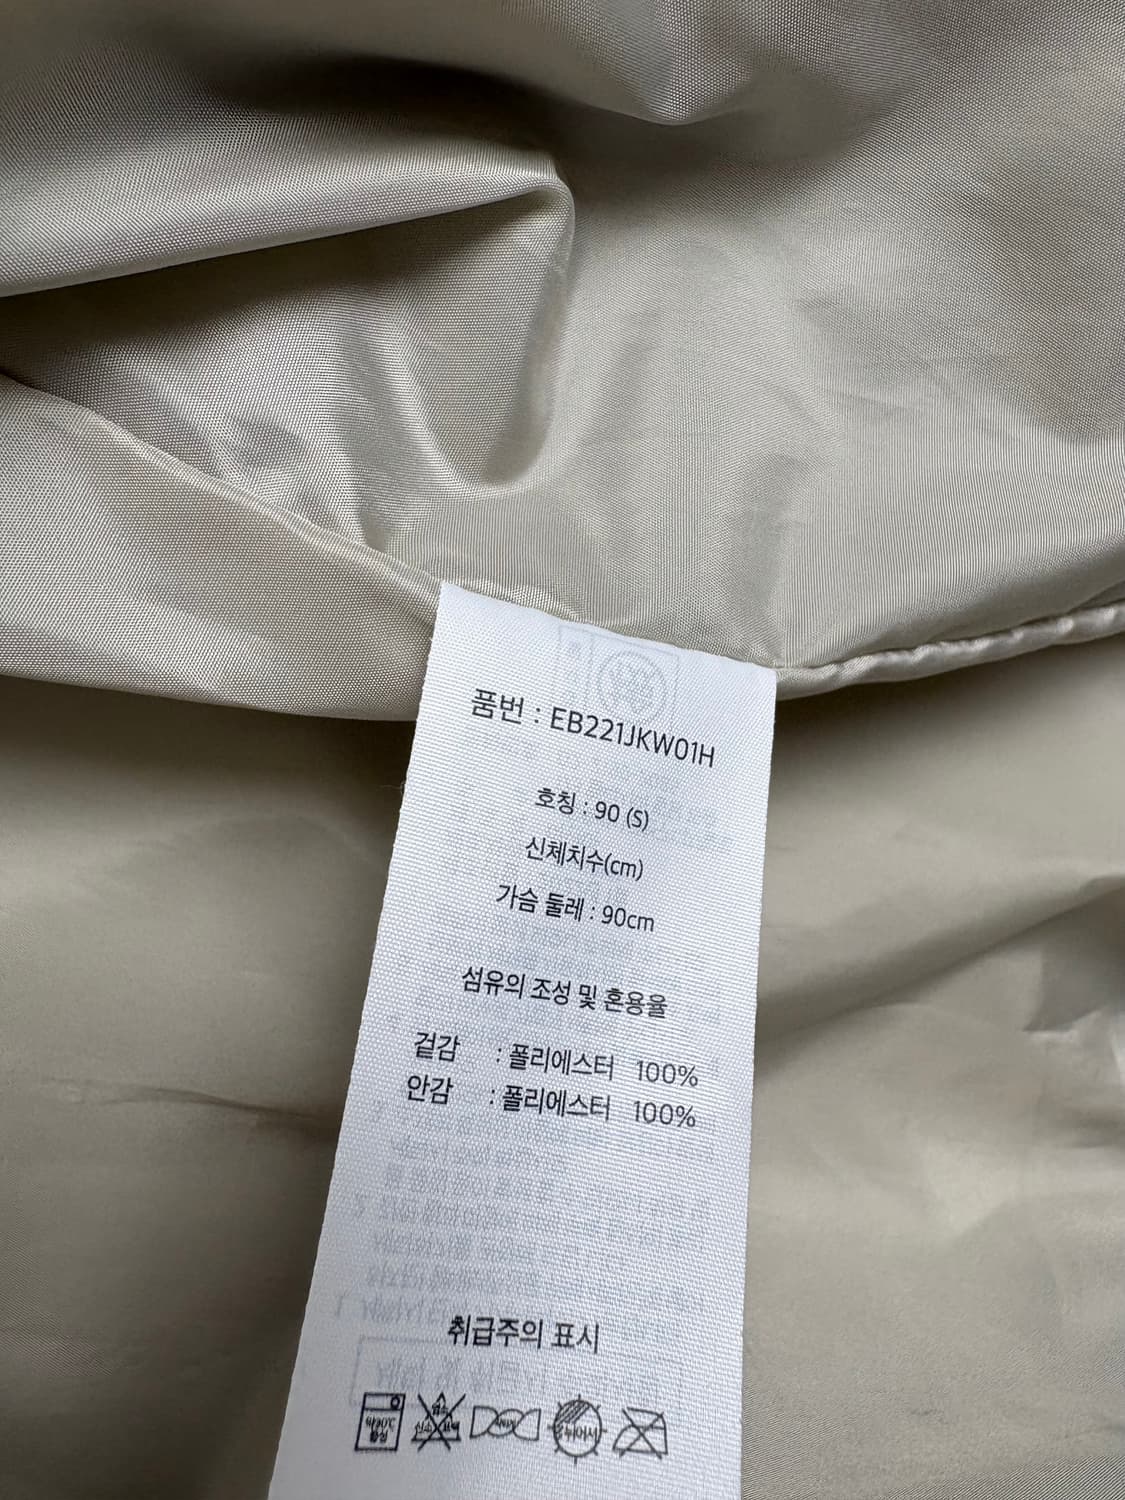 품번 : EB221JKW01H
호칭 : 90 (S)
신체치수(cm)
가슴 둘레 : 90cm
섬유의 조성 및 혼용율
겉감 : 폴리에스터 100%
안감 : 폴리에스터 100%
취급주의 표시